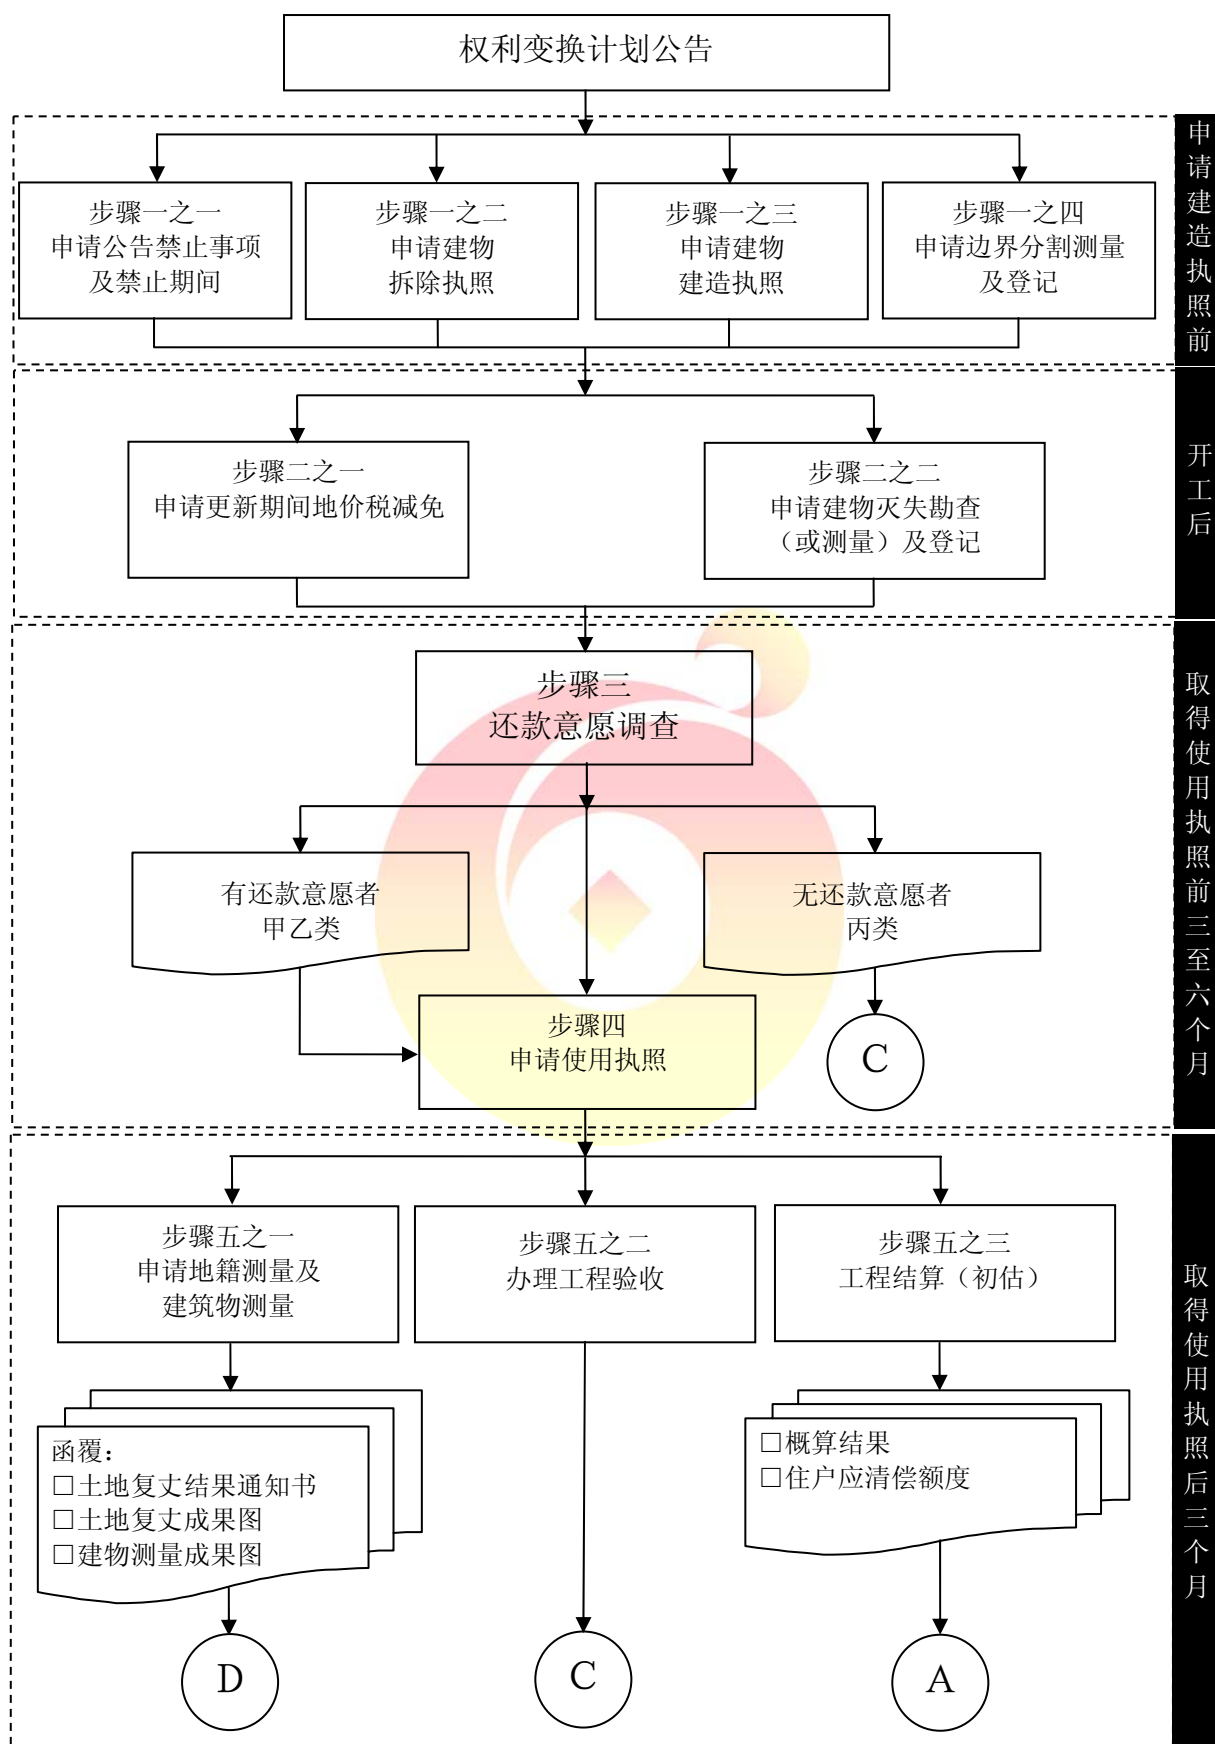 权利变换计划公告
申请建造执照前
步骤一之一
申请公告禁止事项
及禁止期间
步骤一之二
申请建物
拆除执照
步骤一之三
申请建物
建造执照
步骤一之四
申请边界分割测量
及登记
开工后
步骤二之一
申请更新期间地价税减免
步骤二之二
申请建物灭失勘查
（或测量）及登记
取得使用执照前三至六个月
步骤三
还款意愿调查
有还款意愿者
甲乙类
无还款意愿者
丙类
步骤四
申请使用执照
C
取得使用执照后三个月
步骤五之一
申请地籍测量及
建筑物测量
步骤五之二
办理工程验收
步骤五之三
工程结算（初估）
函覆：
□土地复丈结果通知书
□土地复丈成果图
□建物测量成果图
□概算结果
□住户应清偿额度
D
C
A